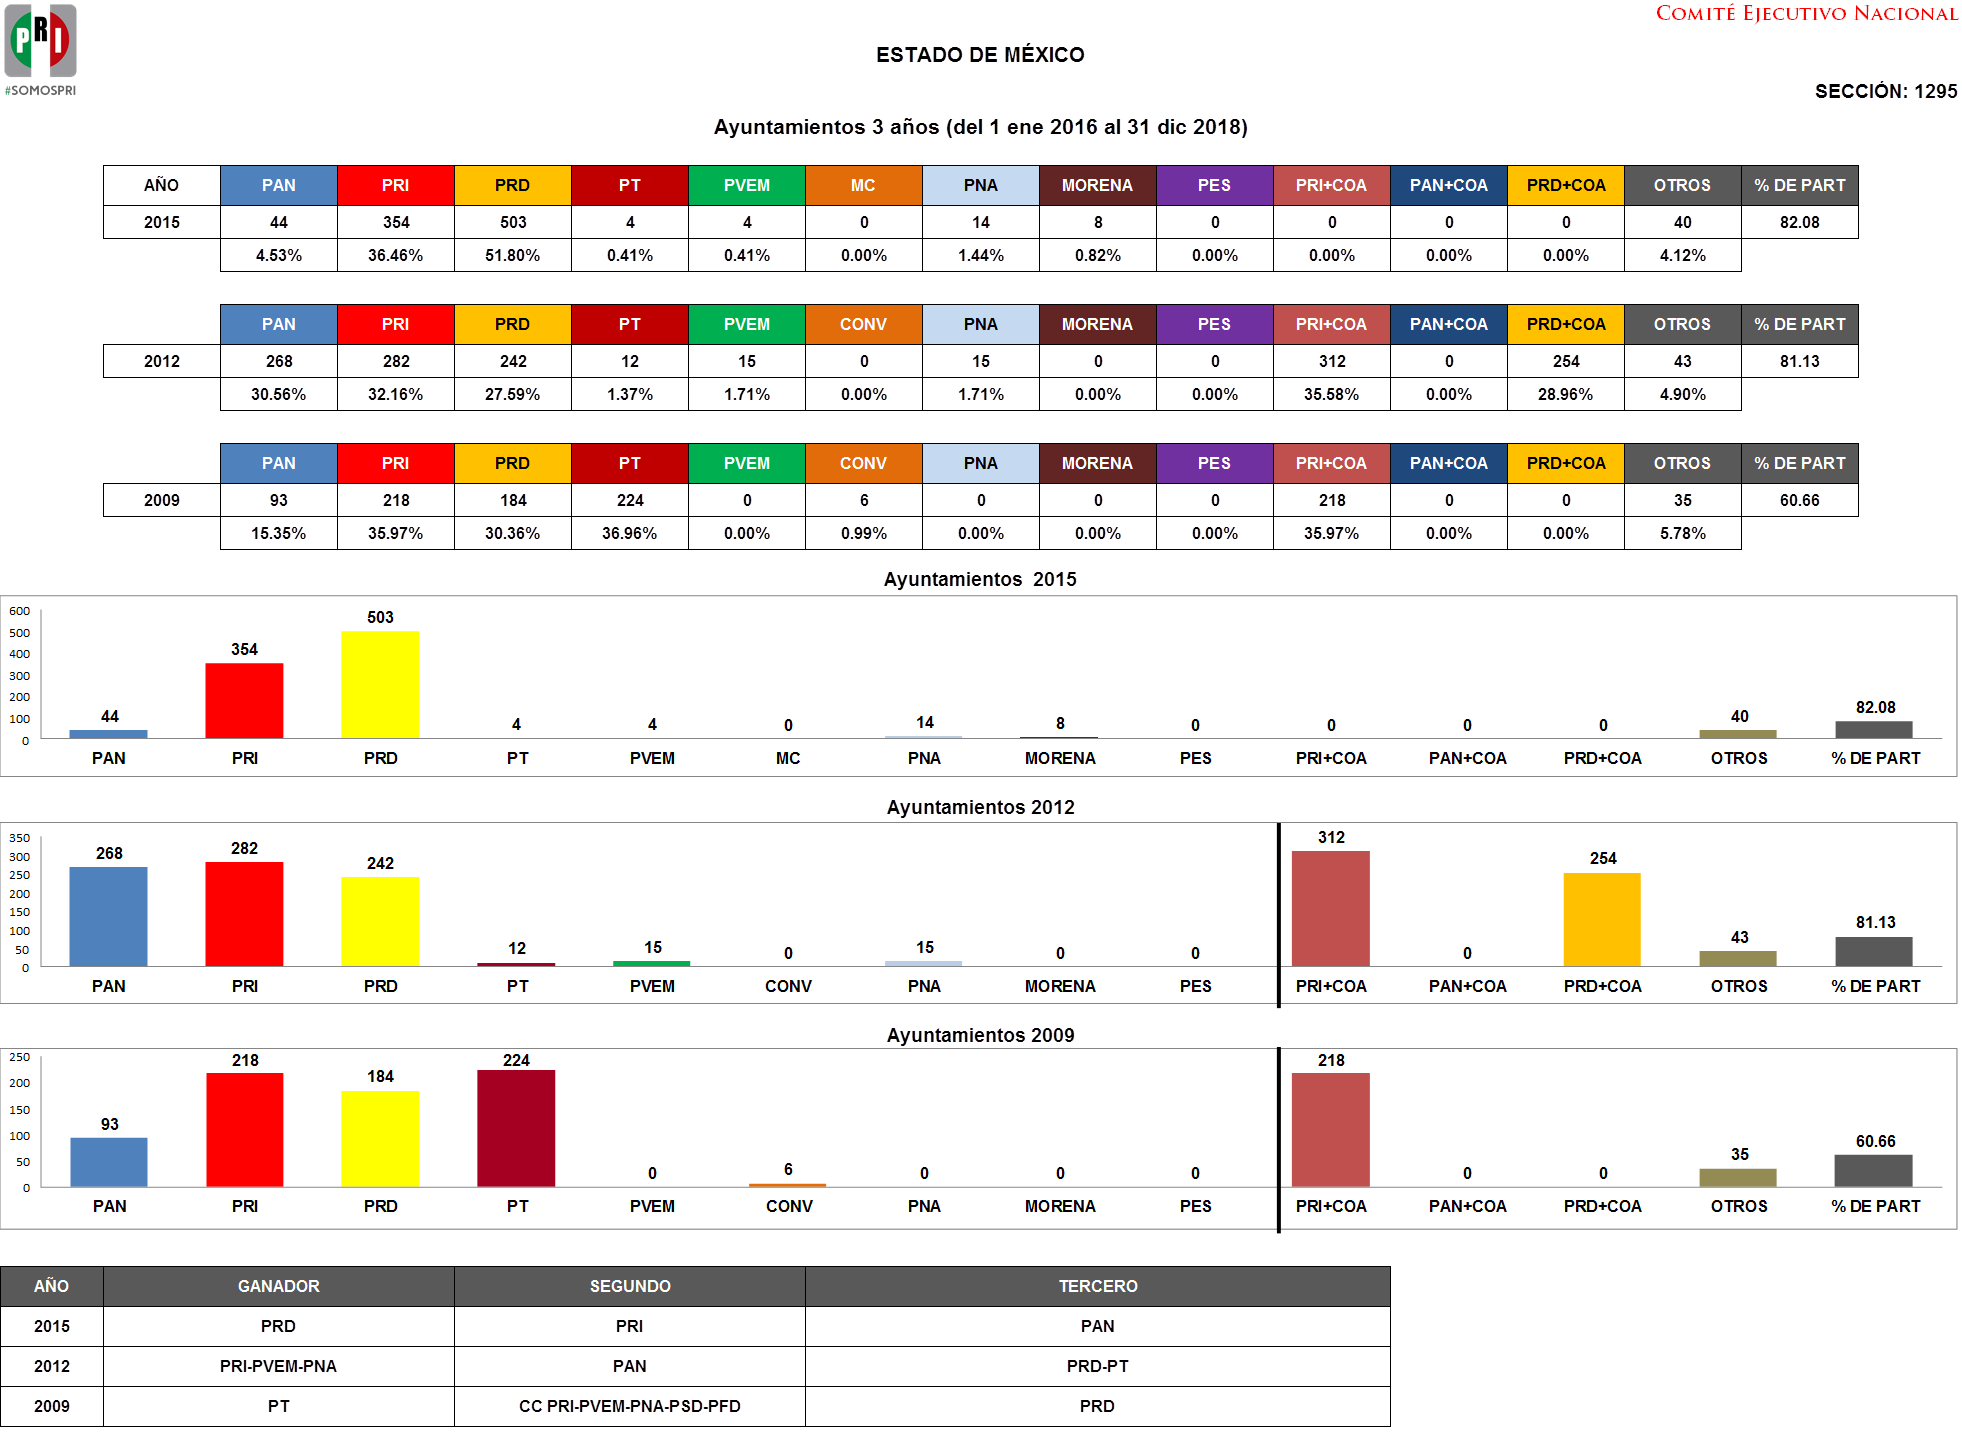 PRI
#SOMOSPRI
COMITÉ EJECUTIVO NACIONAL
ESTADO DE MÉXICO
SECCIÓN: 1295
Ayuntamientos 3 años (del 1 ene 2016 al 31 dic 2018)
AÑO PAN PRI PRD PT PVEM MC PNA MORENA PES PRI+COA PAN+COA PRD+COA OTROS % DE PART
2015 44 354 503 4 4 0 14 8 0 0 0 0 40 82.08
4.53% 36.46% 51.80% 0.41% 0.41% 0.00% 1.44% 0.82% 0.00% 0.00% 0.00% 0.00% 4.12%
PAN PRI PRD PT PVEM CONV PNA MORENA PES PRI+COA PAN+COA PRD+COA OTROS % DE PART
2012 268 282 242 12 15 0 15 0 0 312 0 254 43 81.13
30.56% 32.16% 27.59% 1.37% 1.71% 0.00% 1.71% 0.00% 0.00% 35.58% 0.00% 28.96% 4.90%
PAN PRI PRD PT PVEM CONV PNA MORENA PES PRI+COA PAN+COA PRD+COA OTROS % DE PART
2009 93 218 184 224 0 6 0 0 0 218 0 0 35 60.66
15.35% 35.97% 30.36% 36.96% 0.00% 0.99% 0.00% 0.00% 0.00% 35.97% 0.00% 0.00% 5.78%
Ayuntamientos 2015
600
500
400
300
200
100
0
44 354 503 4 4 0 14 8 0 0 0 0 40 82.08
PAN PRI PRD PT PVEM MC PNA MORENA PES PRI+COA PAN+COA PRD+COA OTROS % DE PART
Ayuntamientos 2012
350
300
250
200
150
100
50
0
268 282 242 12 15 0 15 0 0 312 0 254 43 81.13
PAN PRI PRD PT PVEM CONV PNA MORENA PES PRI+COA PAN+COA PRD+COA OTROS % DE PART
Ayuntamientos 2009
250
200
150
100
50
0
93 218 184 224 0 6 0 0 0 218 0 0 35 60.66
PAN PRI PRD PT PVEM CONV PNA MORENA PES PRI+COA PAN+COA PRD+COA OTROS % DE PART
AÑO GANADOR SEGUNDO TERCERO
2015 PRD PRI PAN
2012 PRI-PVEM-PNA PAN PRD-PT
2009 PT CC PRI-PVEM-PNA-PSD-PFD PRD